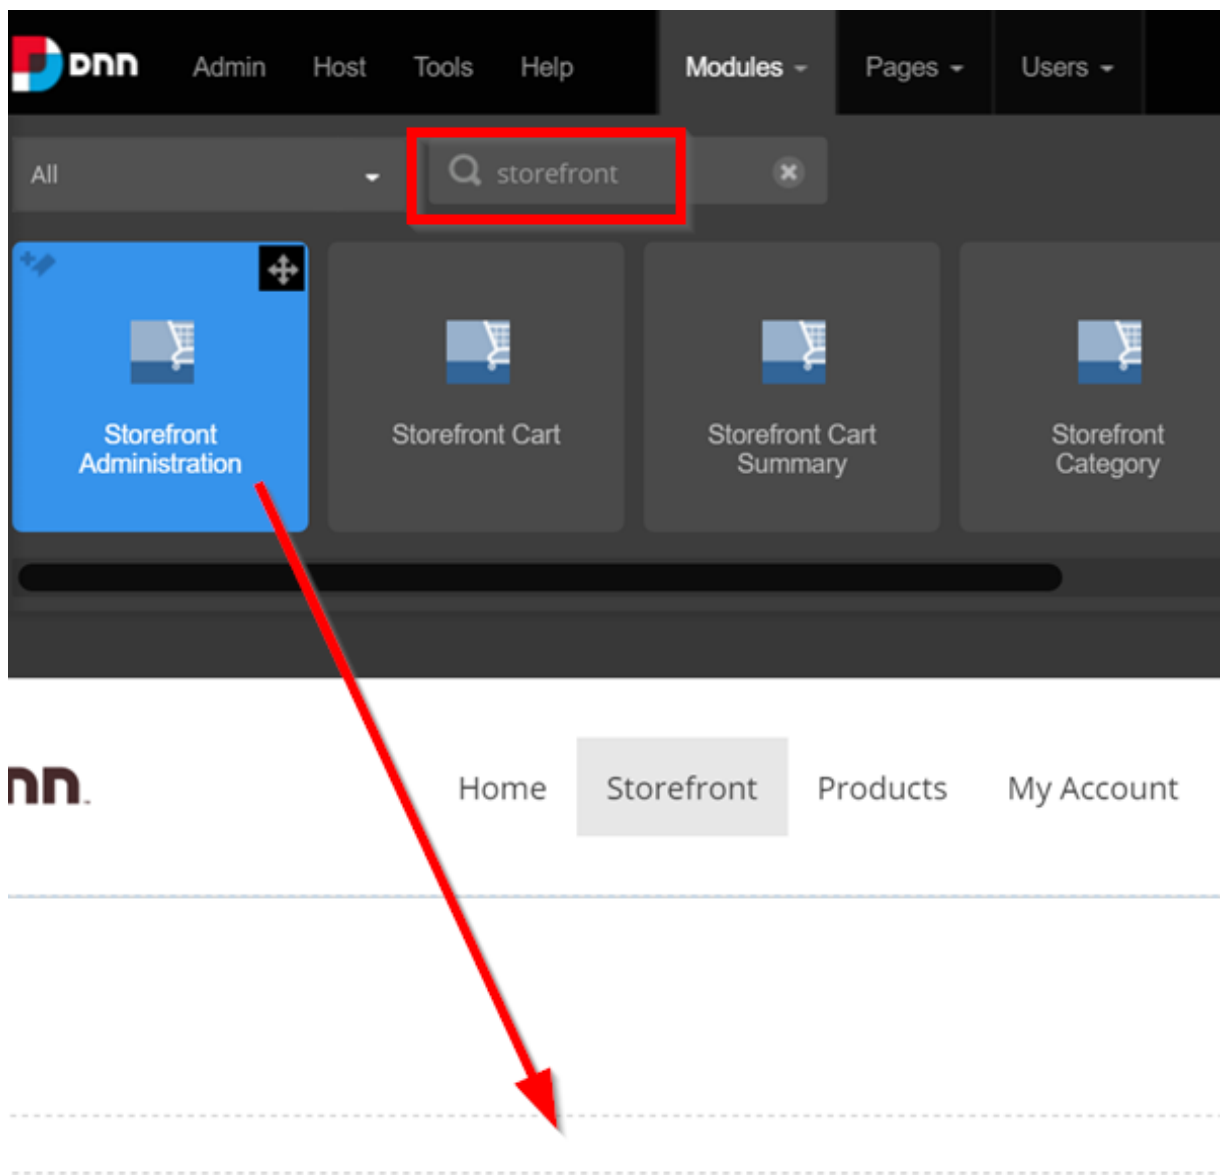 DNN Admin Host Tools Help Modules Pages Users
All storefront
Storefront Administration
Storefront Cart
Storefront Cart Summary
Storefront Category
nn.
Home Storefront Products My Account